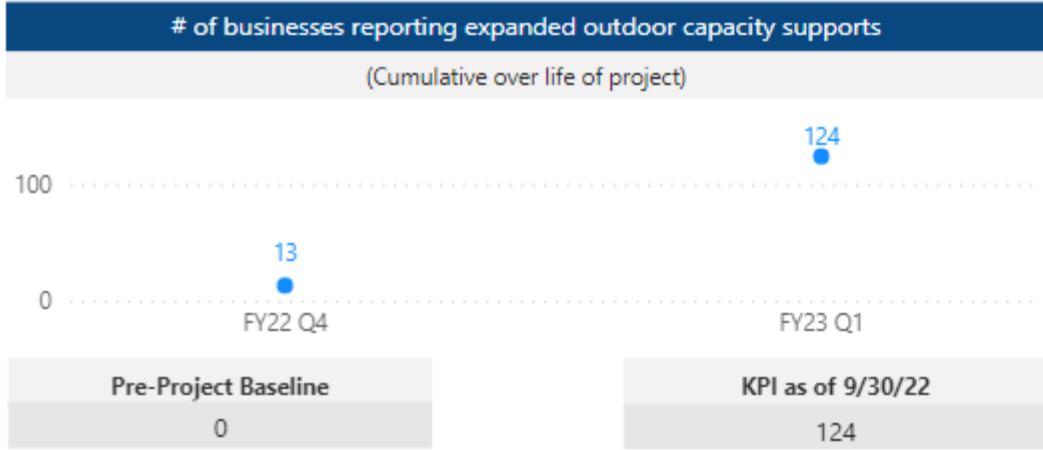 # of businesses reporting expanded outdoor capacity supports
(Cumulative over life of project)
124
100
13
0
FY22 Q4 FY23 Q1
Pre-Project Baseline KPI as of 9/30/22
0 124